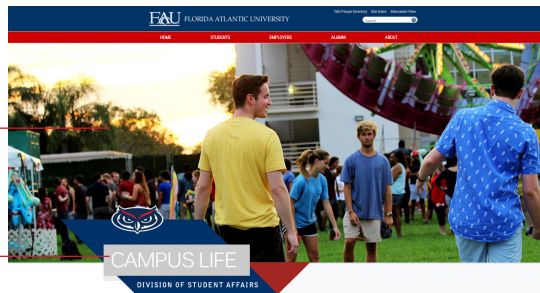 FAU People Directory Site Index Alternative View
FAU FLORIDA ATLANTIC UNIVERSITY
Search
HOME STUDENTS EMPLOYERS ALUMNI ABOUT
CAMPUS LIFE
DIVISION OF STUDENT AFFAIRS